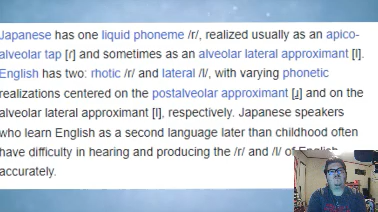 Japanese has one liquid phoneme /r/, realized usually as an apico-
alveolar tap [ɾ] and sometimes as an alveolar lateral approximant [l].
English has two: rhotic /r/ and lateral /l/, with varying phonetic
realizations centered on the postalveolar approximant [ɹ] and on the
alveolar lateral approximant [l], respectively. Japanese speakers
who learn English as a second language later than childhood often
have difficulty in hearing and producing the /r/ and /l/ of English
accurately.